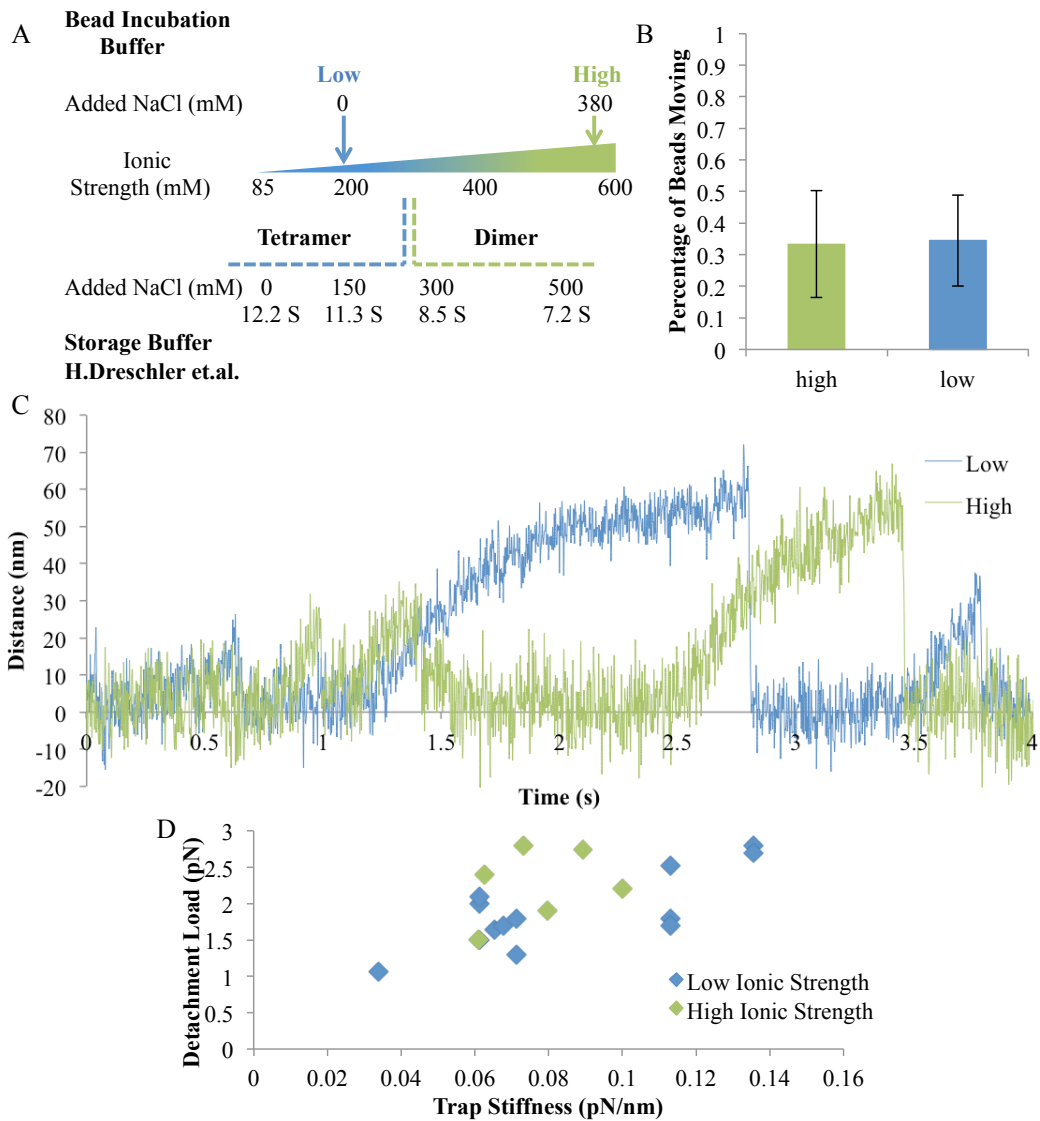 A
Bead Incubation
Buffer
Low
High
Added NaCl (mM)
0
380
Ionic
Strength (mM)
85
200
400
600
Tetramer
Dimer
Added NaCl (mM)
0
150
300
500
12.2 S
11.3 S
8.5 S
7.2 S
Storage Buffer
H.Dreschler et.al.
B
Percentage of Beads Moving
1
0.9
0.8
0.7
0.6
0.5
0.4
0.3
0.2
0.1
0
high
low
C
Distance (nm)
80
70
60
50
40
30
20
10
0
-10
-20
Low
High
0
0.5
1
1.5
2
2.5
3
3.5
4
Time (s)
D
Detachment Load (pN)
3
2.5
2
1.5
1
0.5
0
Low Ionic Strength
High Ionic Strength
0
0.02
0.04
0.06
0.08
0.1
0.12
0.14
0.16
Trap Stiffness (pN/nm)